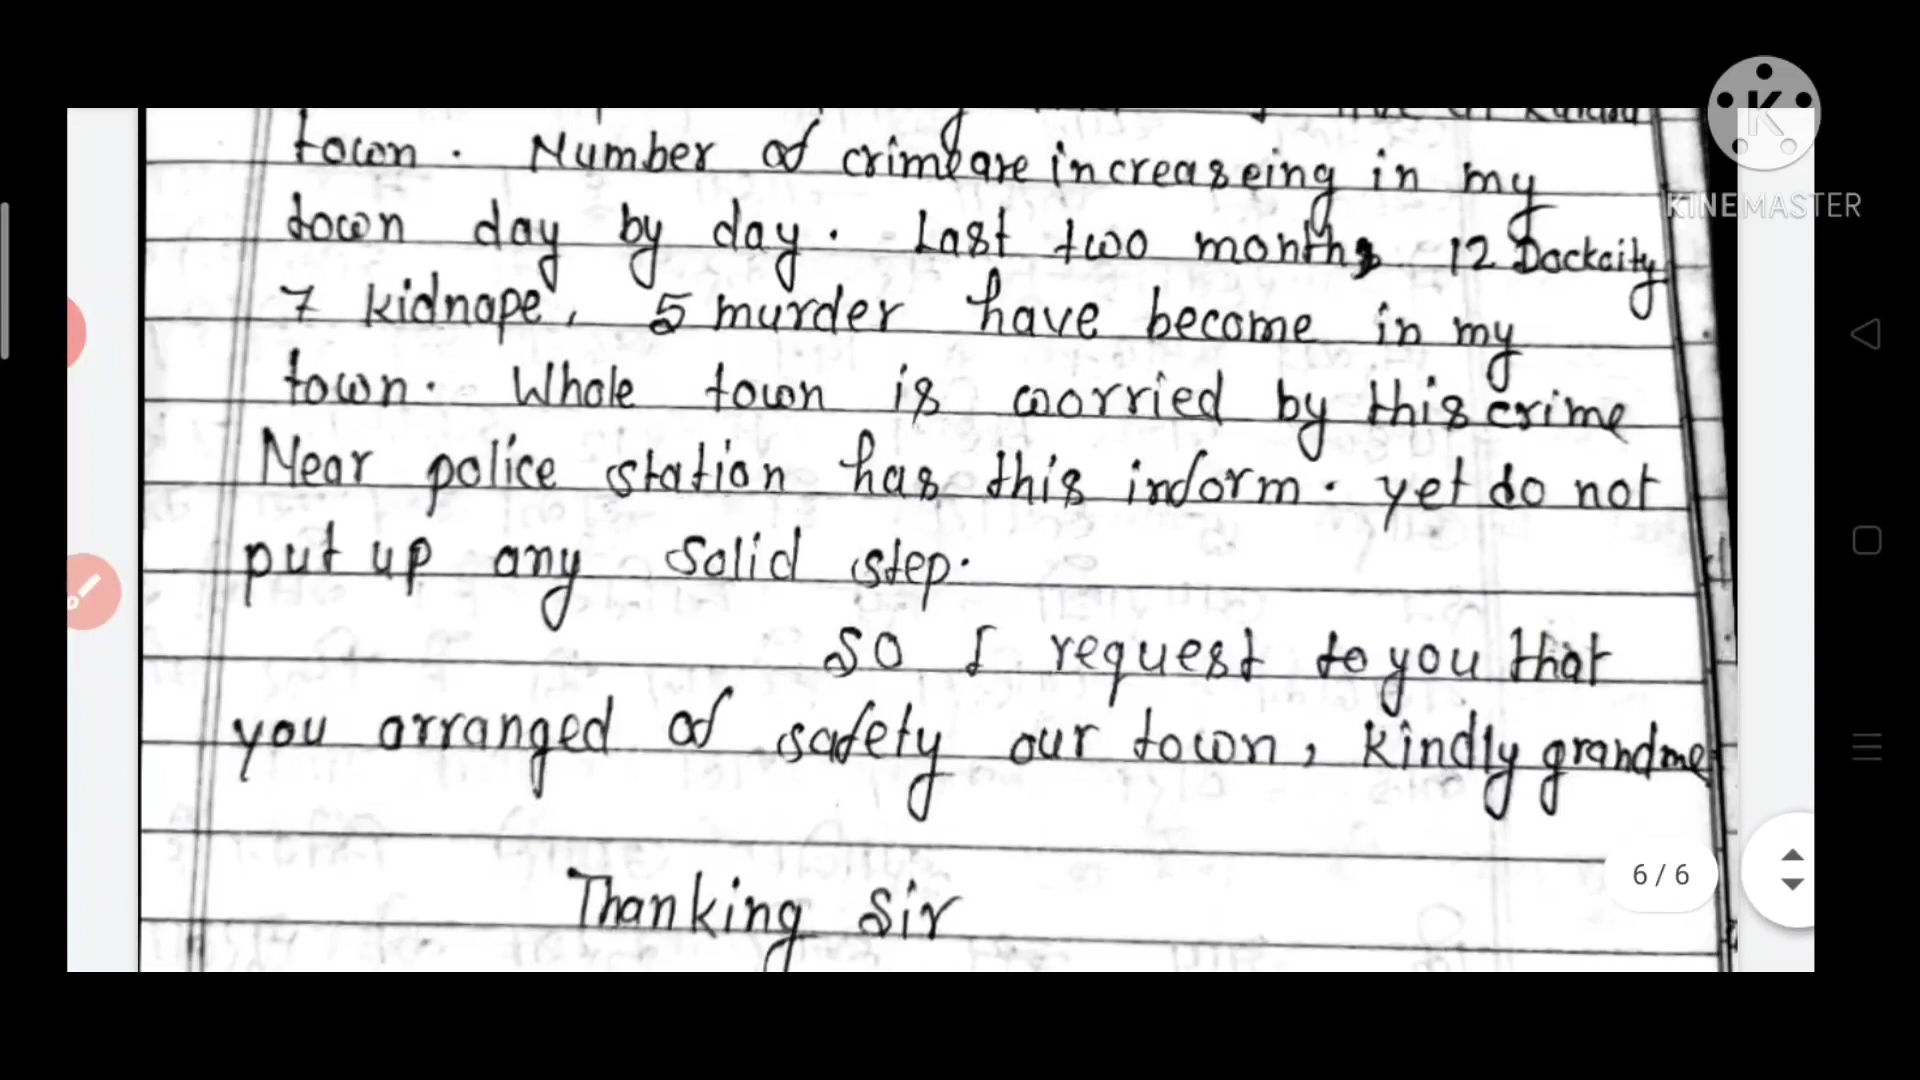 town. Number of crime are increaseing in my
KINEMASTER
town day by day. Last two months 12 Dackaity
7 kidnape, 5 murder have become in my
town. Whole town is worried by this crime
Near police station has this inform. yet do not
put up any solid step.
So I request to you that
you arranged of safety our town, kindly grandme
6 / 6
Thanking Sir